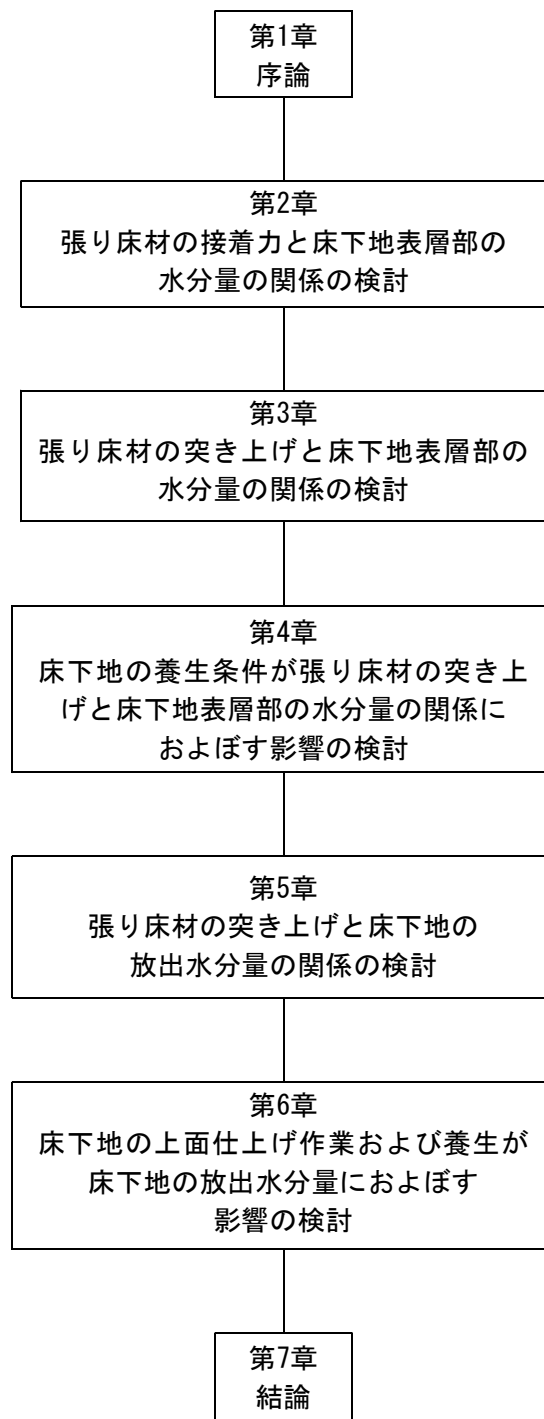 第1章
序論
第2章
張り床材の接着力と床下地表層部の
水分量の関係の検討
第3章
張り床材の突き上げと床下地表層部の
水分量の関係の検討
第4章
床下地の養生条件が張り床材の突き上
げと床下地表層部の水分量の関係に
およぼす影響の検討
第5章
張り床材の突き上げと床下地の
放出水分量の関係の検討
第6章
床下地の上面仕上げ作業および養生が
床下地の放出水分量におよぼす
影響の検討
第7章
結論